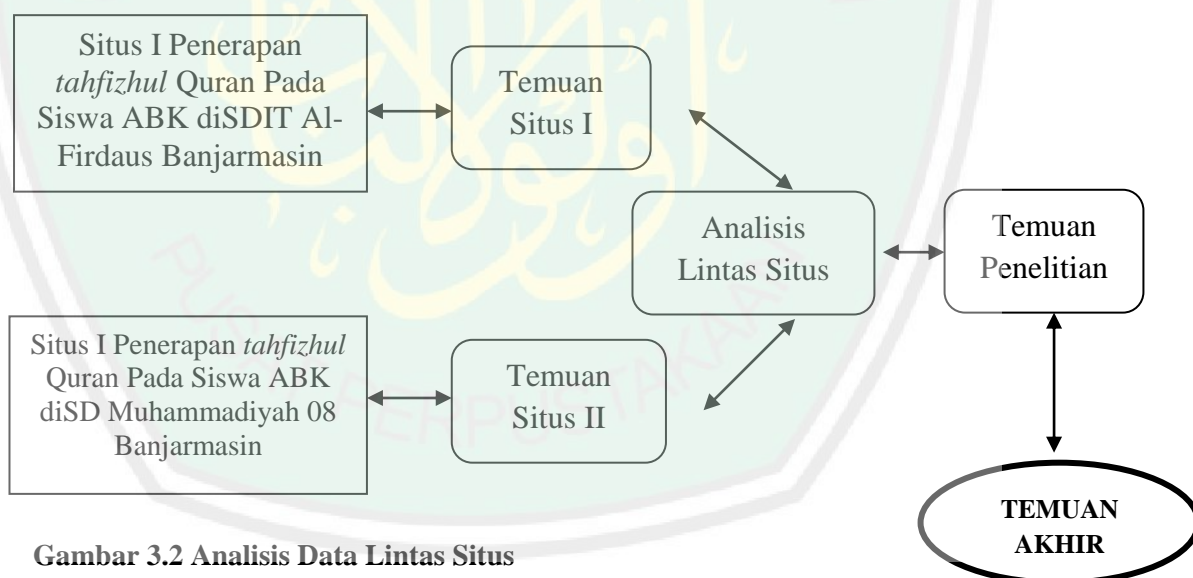 Situs I Penerapan
tahfizhul Quran Pada
Siswa ABK diSDIT Al-
Firdaus Banjarmasin
Temuan
Situs I
Analisis
Lintas Situs
Temuan
Penelitian
Situs I Penerapan tahfizhul
Quran Pada Siswa ABK
diSD Muhammadiyah 08
Banjarmasin
Temuan
Situs II
TEMUAN
AKHIR
PUSAT PERPUSTAKAAN
Gambar 3.2 Analisis Data Lintas Situs